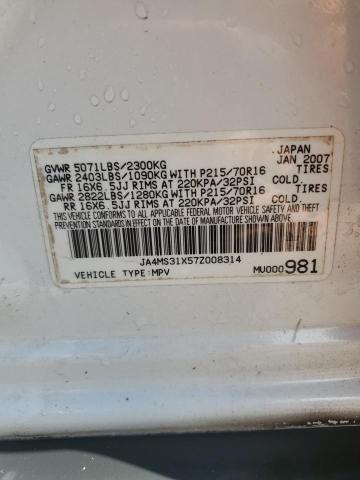 JAPAN
GVWR 5071LBS/2300KG JAN 2007
GAWR 2403LBS/1090KG WITH P215/70R16 TIRES
FR 16X6.5JJ RIMS AT 220KPA/32PSI COLD.
GAWR 2822LBS/1280KG WITH P215/70R16 TIRES
RR 16X6.5JJ RIMS AT 220KPA/32PSI COLD.
THIS VEHICLE CONFORMS TO ALL APPLICABLE
FEDERAL MOTOR VEHICLE SAFETY AND THEFT
PREVENTION STANDARDS IN EFFECT ON THE DATE
OF MANUFACTURE SHOWN ABOVE.
JA4MS31X57Z008314
VEHICLE TYPE:MPV MU000981